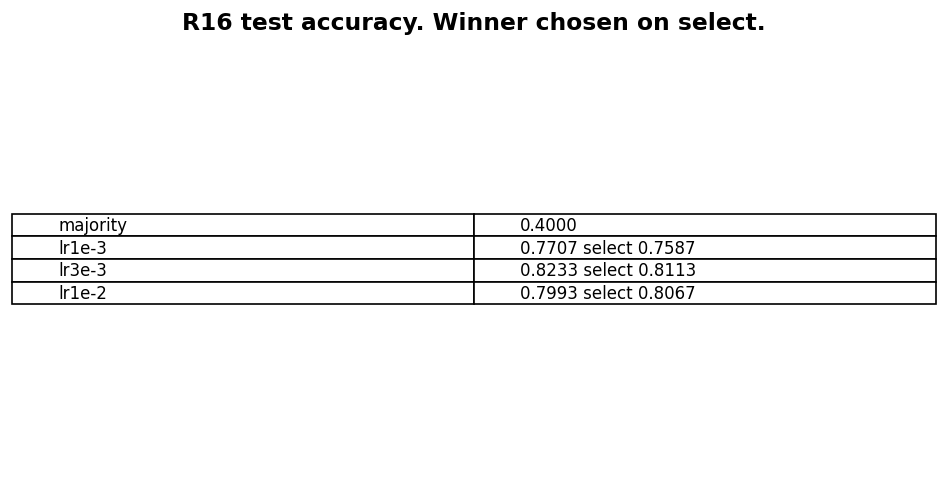 R16 test accuracy. Winner chosen on select.
majority 0.4000
lr1e-3 0.7707 select 0.7587
lr3e-3 0.8233 select 0.8113
lr1e-2 0.7993 select 0.8067